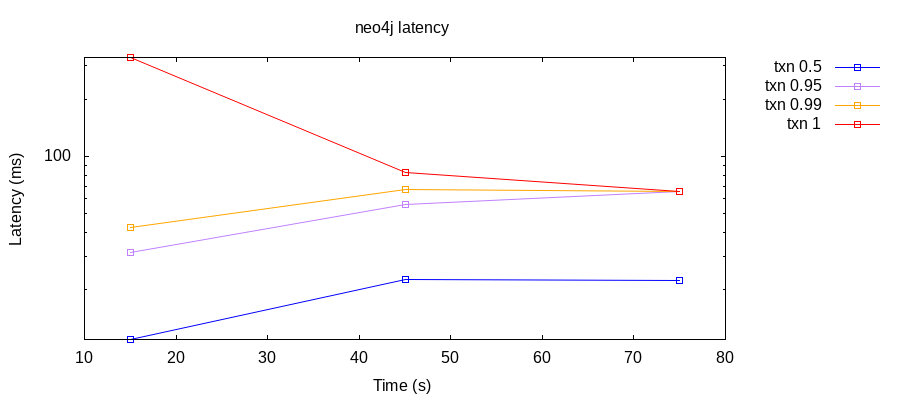 neo4j latency
txn 0.5
txn 0.95
txn 0.99
txn 1
Latency (ms)
100
10 20 30 40 50 60 70 80
Time (s)